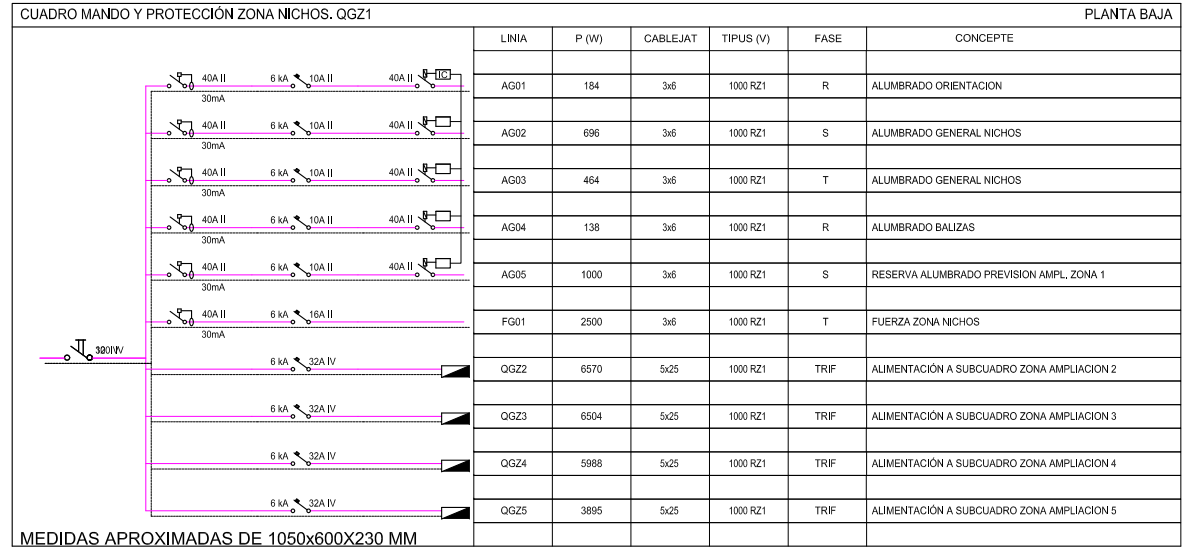 CUADRO MANDO Y PROTECCIÓN ZONA NICHOS. QGZ1 PLANTA BAJA
LINIA P (W) CABLEJAT TIPUS (V) FASE CONCEPTE
40A II 6 kA 10A II 40A II IC AG01 184 3x6 1000 RZ1 R ALUMBRADO ORIENTACION
30mA
40A II 6 kA 10A II 40A II AG02 696 3x6 1000 RZ1 S ALUMBRADO GENERAL NICHOS
30mA
40A II 6 kA 10A II 40A II AG03 464 3x6 1000 RZ1 T ALUMBRADO GENERAL NICHOS
30mA
40A II 6 kA 10A II 40A II AG04 138 3x6 1000 RZ1 R ALUMBRADO BALIZAS
30mA
40A II 6 kA 10A II 40A II AG05 1000 3x6 1000 RZ1 S RESERVA ALUMBRADO PREVISION AMPL. ZONA 1
30mA
40A II 6 kA 16A II FG01 2500 3x6 1000 RZ1 T FUERZA ZONA NICHOS
30mA
6 kA 32A IV QGZ2 6570 5x25 1000 RZ1 TRIF ALIMENTACIÓN A SUBCUADRO ZONA AMPLIACION 2
6 kA 32A IV QGZ3 6504 5x25 1000 RZ1 TRIF ALIMENTACIÓN A SUBCUADRO ZONA AMPLIACION 3
6 kA 32A IV QGZ4 5988 5x25 1000 RZ1 TRIF ALIMENTACIÓN A SUBCUADRO ZONA AMPLIACION 4
6 kA 32A IV QGZ5 3895 5x25 1000 RZ1 TRIF ALIMENTACIÓN A SUBCUADRO ZONA AMPLIACION 5
MEDIDAS APROXIMADAS DE 1050x600X230 MM